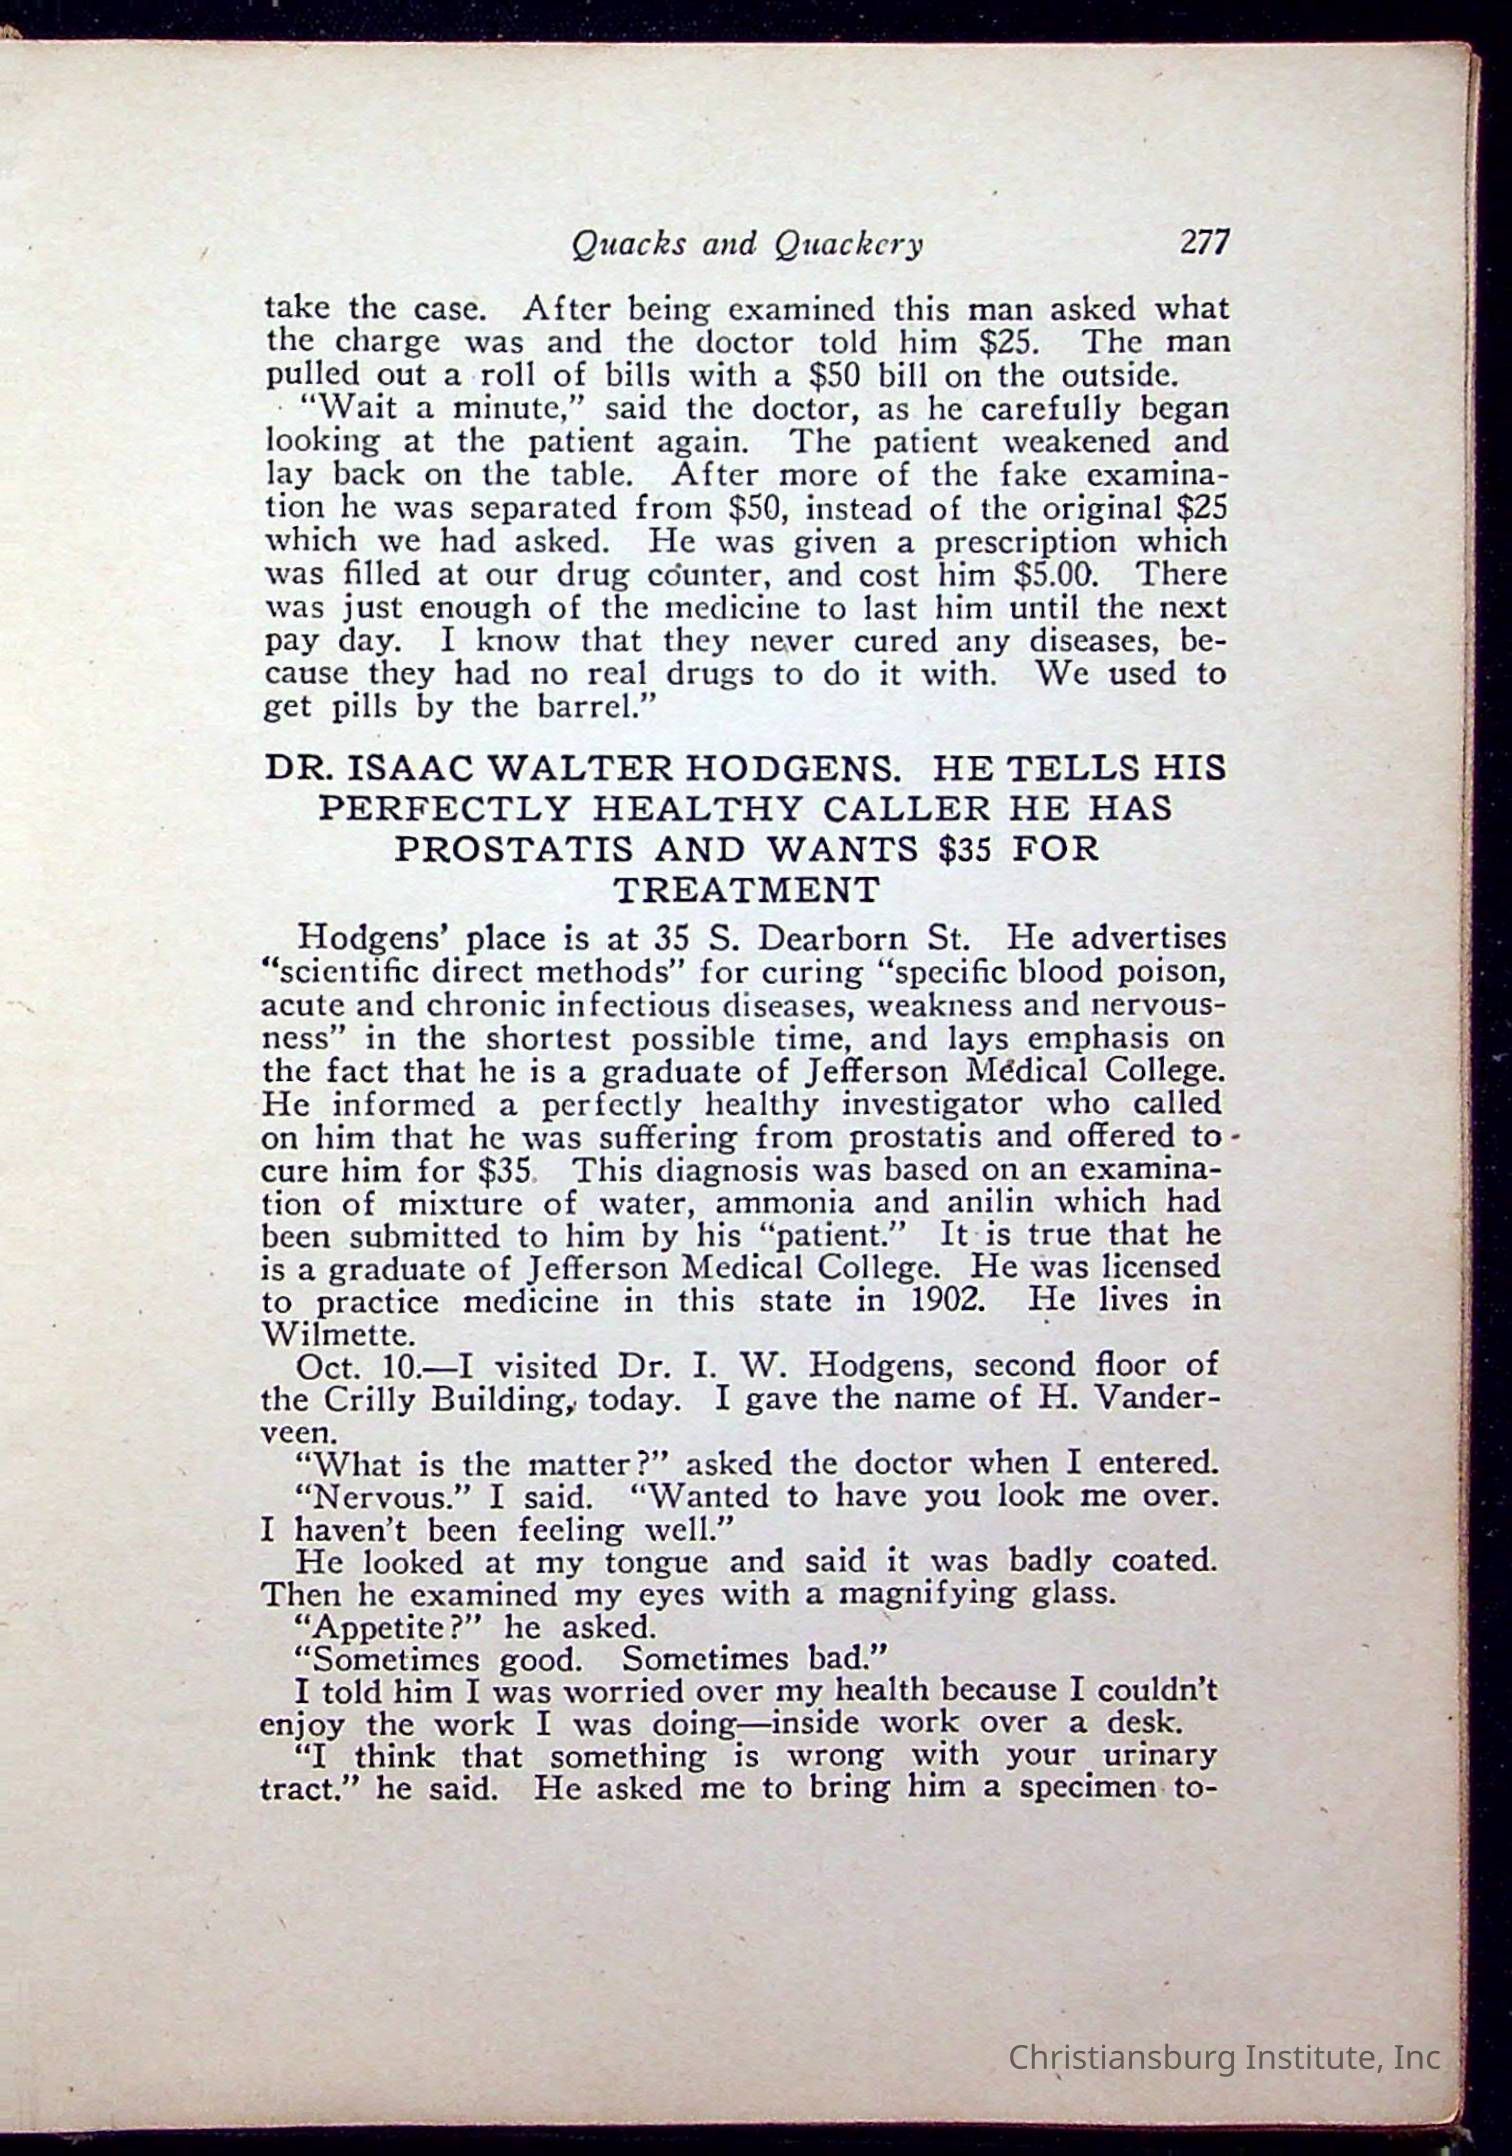 Quacks and Quackery 277
take the case. After being examined this man asked what
the charge was and the doctor told him $25. The man
pulled out a roll of bills with a $50 bill on the outside.
“Wait a minute,” said the doctor, as he carefully began
looking at the patient again. The patient weakened and
lay back on the table. After more of the fake examina-
tion he was separated from $50, instead of the original $25
which we had asked. He was given a prescription which
was filled at our drug counter, and cost him $5.00. There
was just enough of the medicine to last him until the next
pay day. I know that they never cured any diseases, be-
cause they had no real drugs to do it with. We used to
get pills by the barrel.”
DR. ISAAC WALTER HODGENS. HE TELLS HIS
PERFECTLY HEALTHY CALLER HE HAS
PROSTATIS AND WANTS $35 FOR
TREATMENT
Hodgens’ place is at 35 S. Dearborn St. He advertises
“scientific direct methods” for curing “specific blood poison,
acute and chronic infectious diseases, weakness and nervous-
ness” in the shortest possible time, and lays emphasis on
the fact that he is a graduate of Jefferson Medical College.
He informed a perfectly healthy investigator who called
on him that he was suffering from prostatis and offered to
cure him for $35. This diagnosis was based on an examina-
tion of mixture of water, ammonia and anilin which had
been submitted to him by his “patient.” It is true that he
is a graduate of Jefferson Medical College. He was licensed
to practice medicine in this state in 1902. He lives in
Wilmette.
Oct. 10.—I visited Dr. I. W. Hodgens, second floor of
the Crilly Building, today. I gave the name of H. Vander-
veen.
“What is the matter?” asked the doctor when I entered.
“Nervous.” I said. “Wanted to have you look me over.
I haven’t been feeling well.”
He looked at my tongue and said it was badly coated.
Then he examined my eyes with a magnifying glass.
“Appetite?” he asked.
“Sometimes good. Sometimes bad.”
I told him I was worried over my health because I couldn’t
enjoy the work I was doing—inside work over a desk.
“I think that something is wrong with your urinary
tract.” he said. He asked me to bring him a specimen to-
Christiansburg Institute, Inc